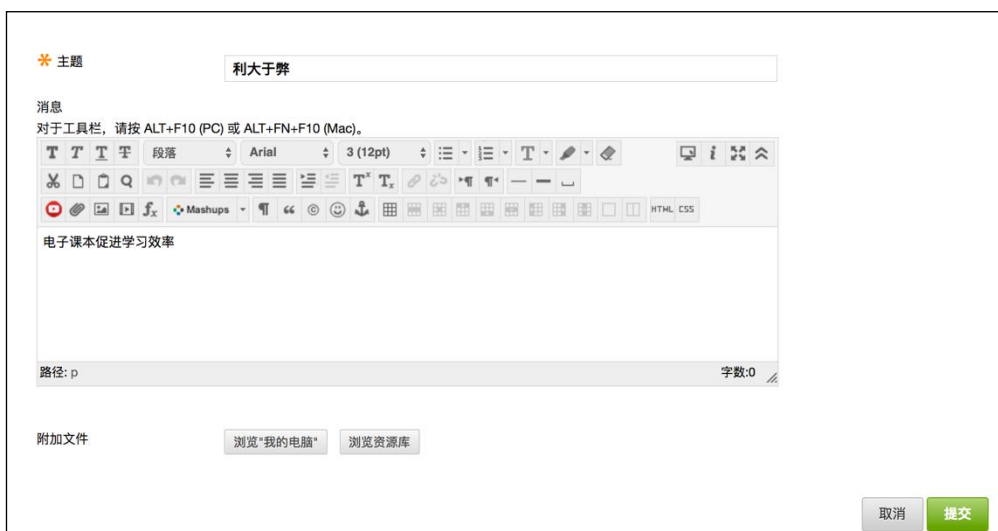 * 主题
利大于弊
消息
对于工具栏，请按 ALT+F10 (PC) 或 ALT+FN+F10 (Mac)。
T T T T 段落 Arial 3 (12pt) T
Tˣ Tₓ
fx Mashups HTML CSS
电子课本促进学习效率
路径: p 字数:0
附加文件 浏览"我的电脑" 浏览资源库
取消 提交